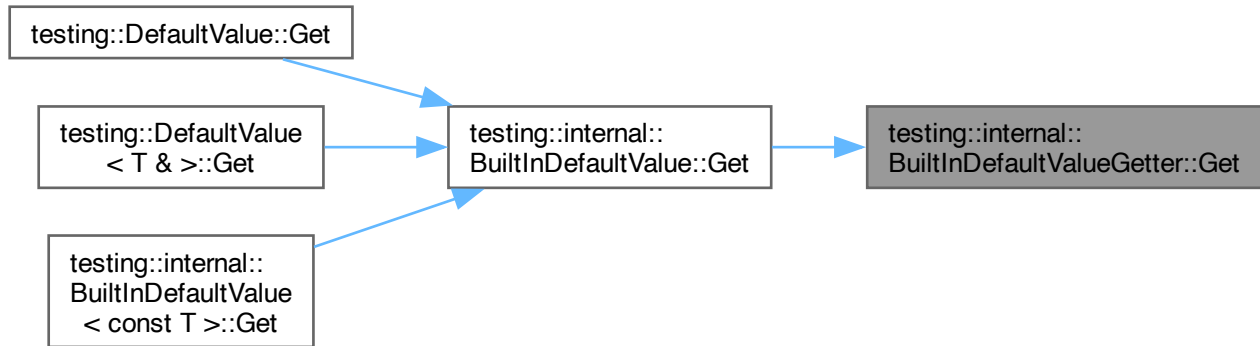 testing::DefaultValue::Get
testing::DefaultValue
< T & >::Get
testing::internal::
BuiltInDefaultValue
< const T >::Get
testing::internal::
BuiltInDefaultValue::Get
testing::internal::
BuiltInDefaultValueGetter::Get